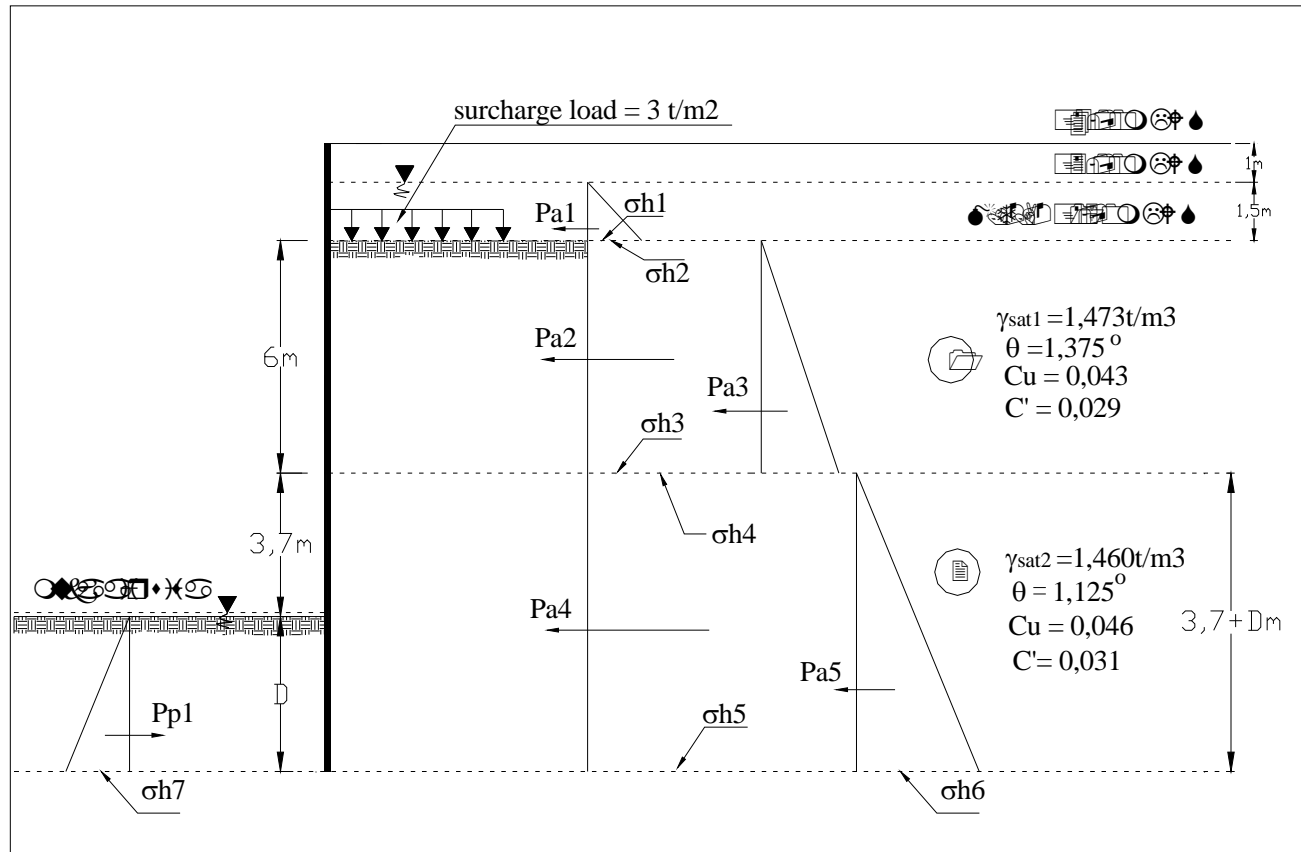 surcharge load = 3 t/m2
1m
1,5m
Pa1
σh1
σh2
6m
Pa2
Pa3
γsat1 =1,473t/m3
θ =1,375 o
Cu = 0,043
C' = 0,029
σh3
σh4
3,7m
Pa4
γsat2 =1,460t/m3
θ = 1,125o
Cu = 0,046
C'= 0,031
3,7+Dm
D
Pa5
Pp1
σh5
σh7
σh6